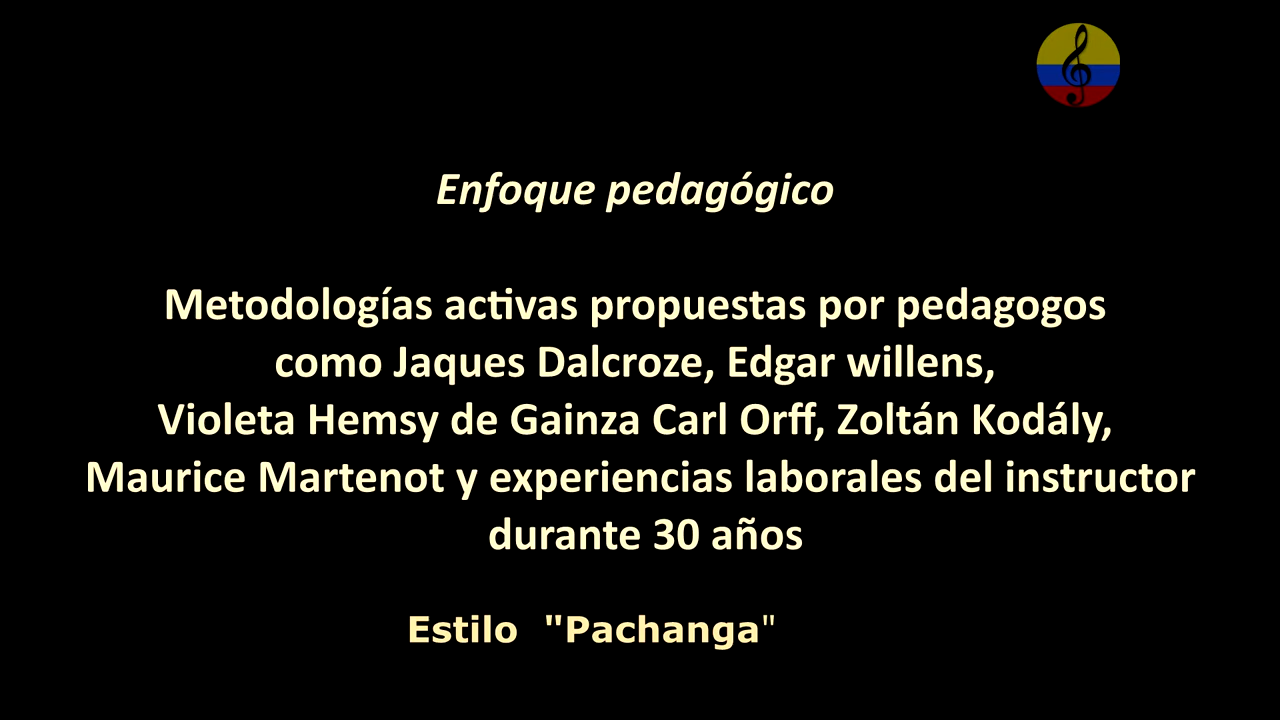 Enfoque pedagógico
Metodologías activas propuestas por pedagogos
como Jaques Dalcroze, Edgar willens,
Violeta Hemsy de Gainza Carl Orff, Zoltán Kodály,
Maurice Martenot y experiencias laborales del instructor
durante 30 años
Estilo "Pachanga"